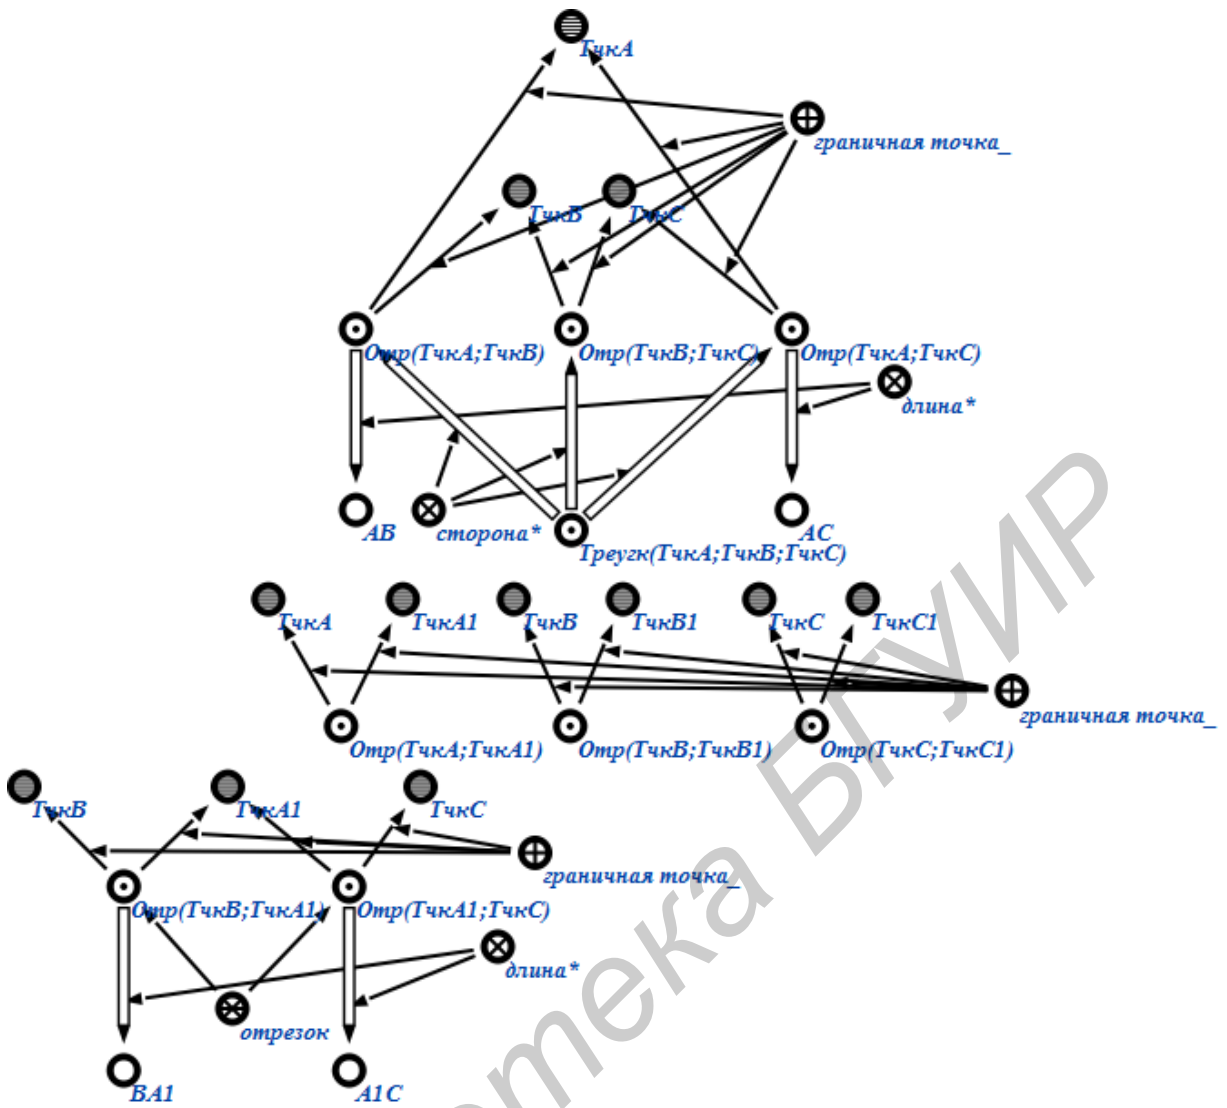 ТчкА
граничная точка_
ТчкВ
ТчкС
Отр(ТчкА;ТчкВ)
Отр(ТчкВ;ТчкС)
Отр(ТчкА;ТчкС)
длина*
АВ
сторона*
АС
Треугк(ТчкА;ТчкВ;ТчкС)
ТчкА
ТчкА1
ТчкВ
ТчкВ1
ТчкС
ТчкС1
граничная точка_
Отр(ТчкА;ТчкА1)
Отр(ТчкВ;ТчкВ1)
Отр(ТчкС;ТчкС1)
ТчкВ
ТчкА1
ТчкС
граничная точка_
Отр(ТчкВ;ТчкА1)
Отр(ТчкА1;ТчкС)
длина*
отрезок
ВА1
А1С
БГУИР